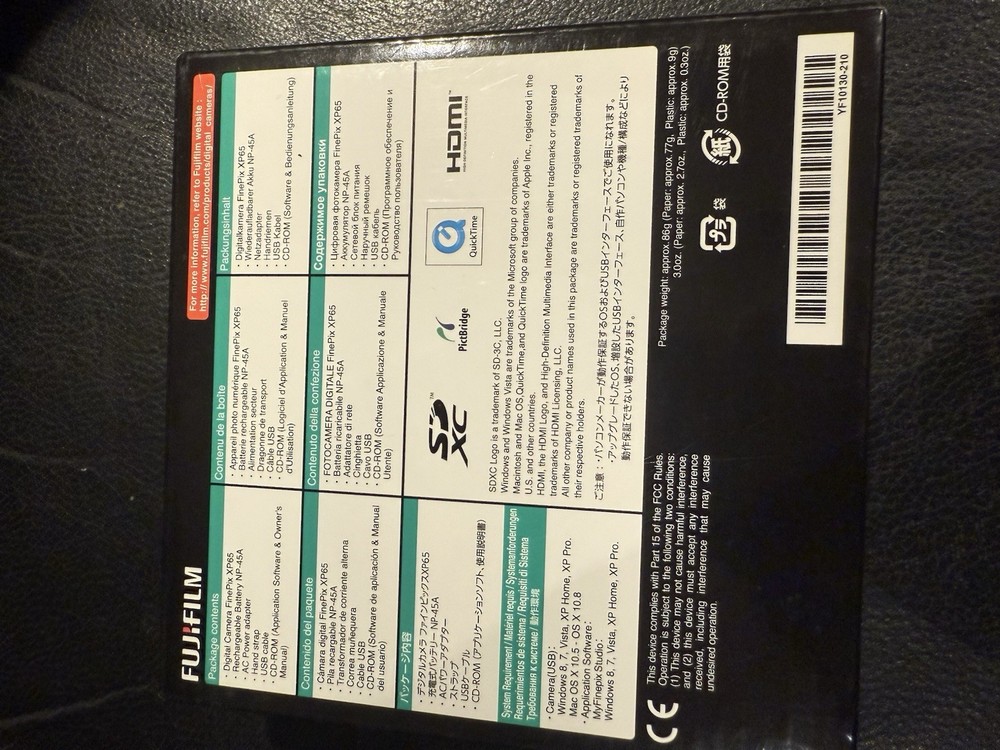 FUJIFILM
For more information, refer to Fujifilm website :
http://www.fujifilm.com/products/digital_cameras/
Package contents
・Digital Camera FinePix XP65
・Rechargeable Battery NP-45A
・AC Power adapter
・Hand strap
・USB cable
・CD-ROM (Application Software & Owner's
Manual)
Contenu de la boîte
・Appareil photo numérique FinePix XP65
・Batterie rechargeable NP-45A
・Alimentation secteur
・Dragonne de transport
・Câble USB
・CD-ROM (Logiciel d'Application & Manuel
d'Utilisation)
Packungsinhalt
・Digitalkamera FinePix XP65
・Wiederaufladbarer Akku NP-45A
・Netzadapter
・Handriemen
・USB Kabel
・CD-ROM (Software & Bedienungsanleitung)
Contenido del paquete
・Cámara digital FinePix XP65
・Pila recargable NP-45A
・Transformador de corriente alterna
・Correa muñequera
・Cable USB
・CD-ROM (Software de aplicación & Manual
del usuario)
Contenuto della confezione
・FOTOCAMERA DIGITALE FinePix XP65
・Batteria ricaricabile NP-45A
・Adattatore di rete
・Cinghietta
・Cavo USB
・CD-ROM (Software Applicazione & Manuale
Utente)
Содержимое упаковки
・Цифровая фотокамера FinePix XP65
・Аккумулятор NP-45A
・Сетевой блок питания
・Наручный ремешок
・USB кабель
・CD-ROM (Программное обеспечение и
Руководство пользователя)
パッケージ内容
・デジタルカメラ ファインピックスXP65
・充電式バッテリー NP-45A
・ACパワーアダプター
・ストラップ
・USBケーブル
・CD-ROM (アプリケーションソフト、使用説明書)
System Requirement / Matériel requis / Systemanforderungen
Requerimientos de sistema / Requisiti di Sistema
Требования к системе / 動作環境
・Camera(USB):
Windows 8, 7, Vista, XP Home, XP Pro.
Mac OS X 10.5 - OS X 10.8
・Application Software:
MyFinepix Studio
Windows 8, 7, Vista, XP Home, XP Pro.
SD
XC
™
PictBridge
QuickTime
HDMI™
HIGH-DEFINITION MULTIMEDIA INTERFACE
SDXC Logo is a trademark of SD-3C, LLC.
Windows and Windows Vista are trademarks of the Microsoft group of companies.
Macintosh and Mac OS,QuickTime,and QuickTime logo are trademarks of Apple Inc., registered in the
U.S. and other countries.
HDMI, the HDMI Logo, and High-Definition Multimedia Interface are either trademarks or registered
trademarks of HDMI Licensing, LLC.
All other company or product names used in this package are trademarks or registered trademarks of
their respective holders.
ご注意：・パソコンメーカーが動作保証するOSおよびUSBインターフェースでご使用になれます。
・アップグレードしたOS、増設したUSBインターフェース、自作パソコンや機種/構成などにより
動作保証できない場合があります。
CE
This device complies with Part 15 of the FCC Rules.
Operation is subject to the following two conditions:
(1) This device may not cause harmful interference,
and (2) this device must accept any interference
received, including interference that may cause
undesired operation.
Package weight: approx.86g (Paper: approx.77g, Plastic: approx.9g)
3.0oz. (Paper: approx. 2.7oz., Plastic: approx. 0.3oz.)
プラ 袋
紙 CD-ROM用袋
YF10130-210